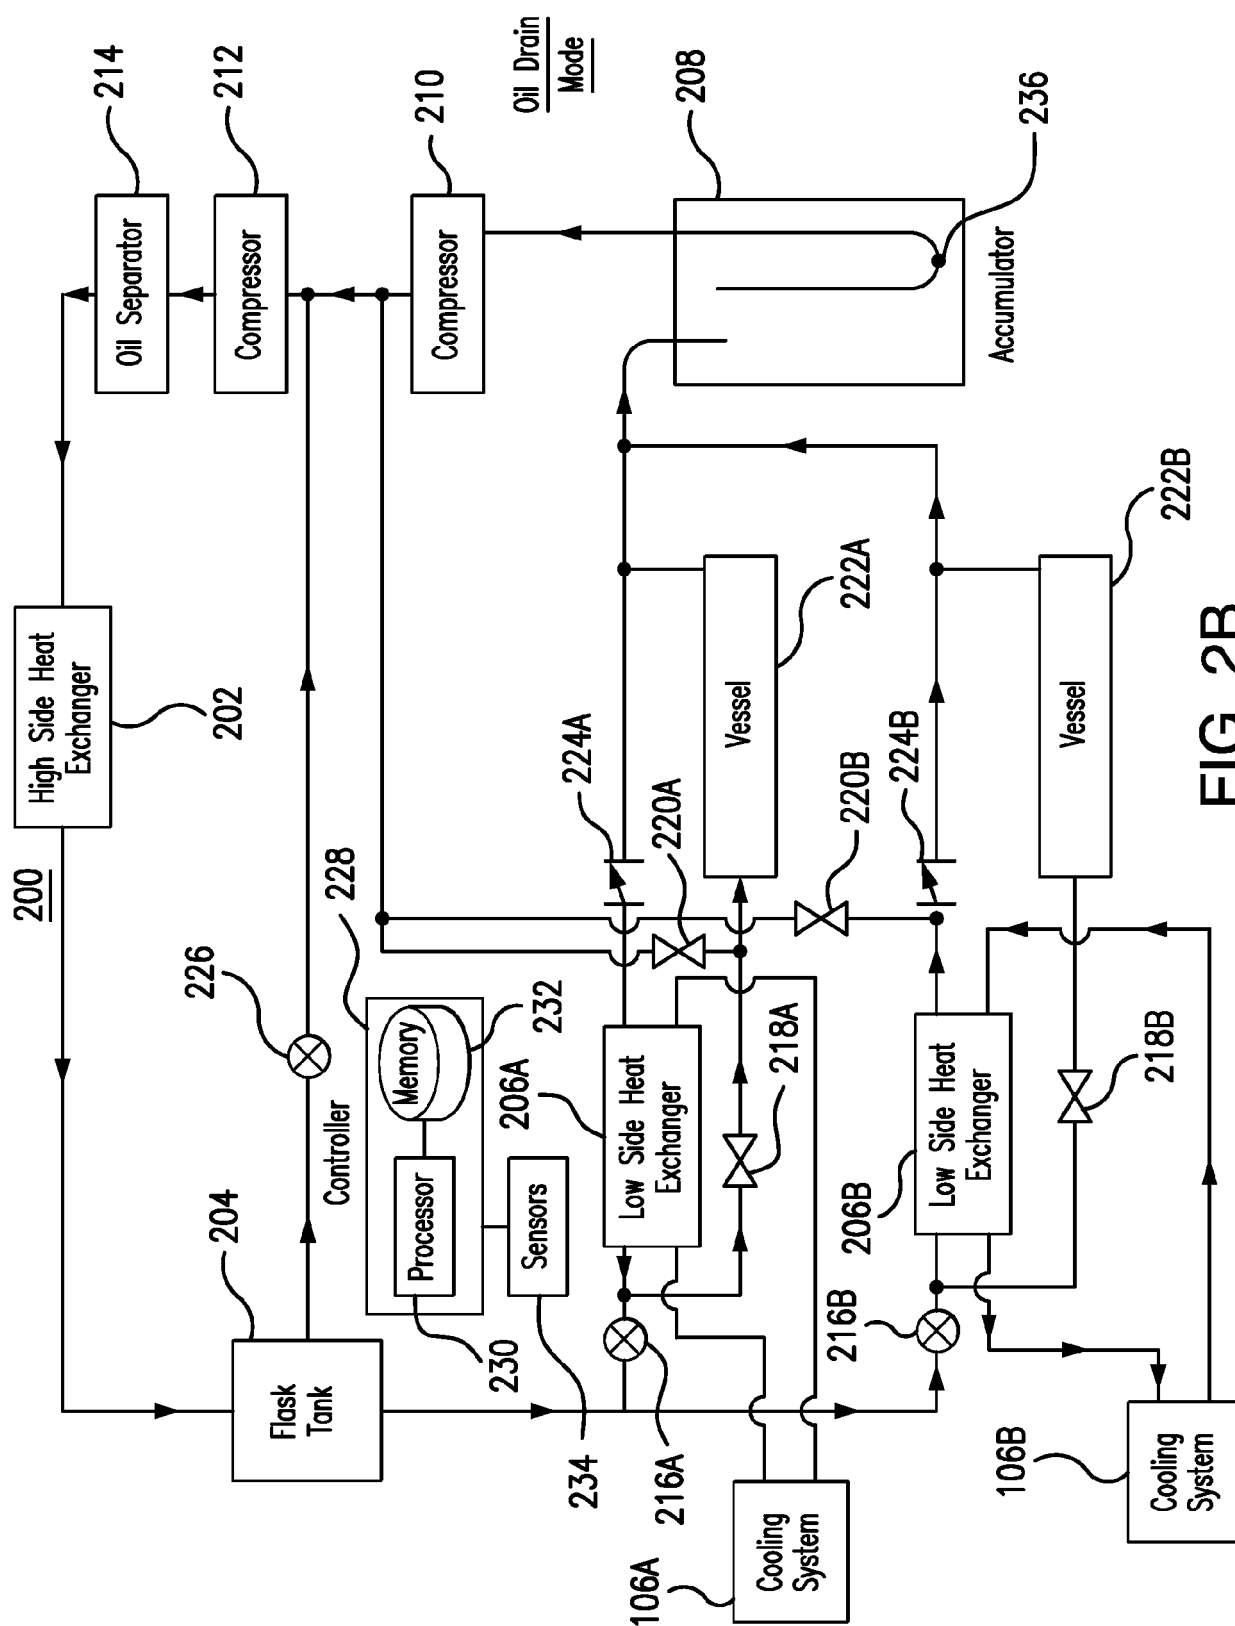 200
High Side Heat
Exchanger
202
214
Oil Separator
204
226
212
Compressor
Flask
Tank
Controller
228
210
Compressor
Memory
232
Processor
230
Sensors
234
206A
Oil Drain
Mode
Low Side Heat
Exchanger
224A
216A
220A
208
106A
Cooling
System
218A
Vessel
222A
220B
224B
216B
206B
Low Side Heat
Exchanger
Accumulator
236
106B
Cooling
System
218B
Vessel
222B
FIG. 2B